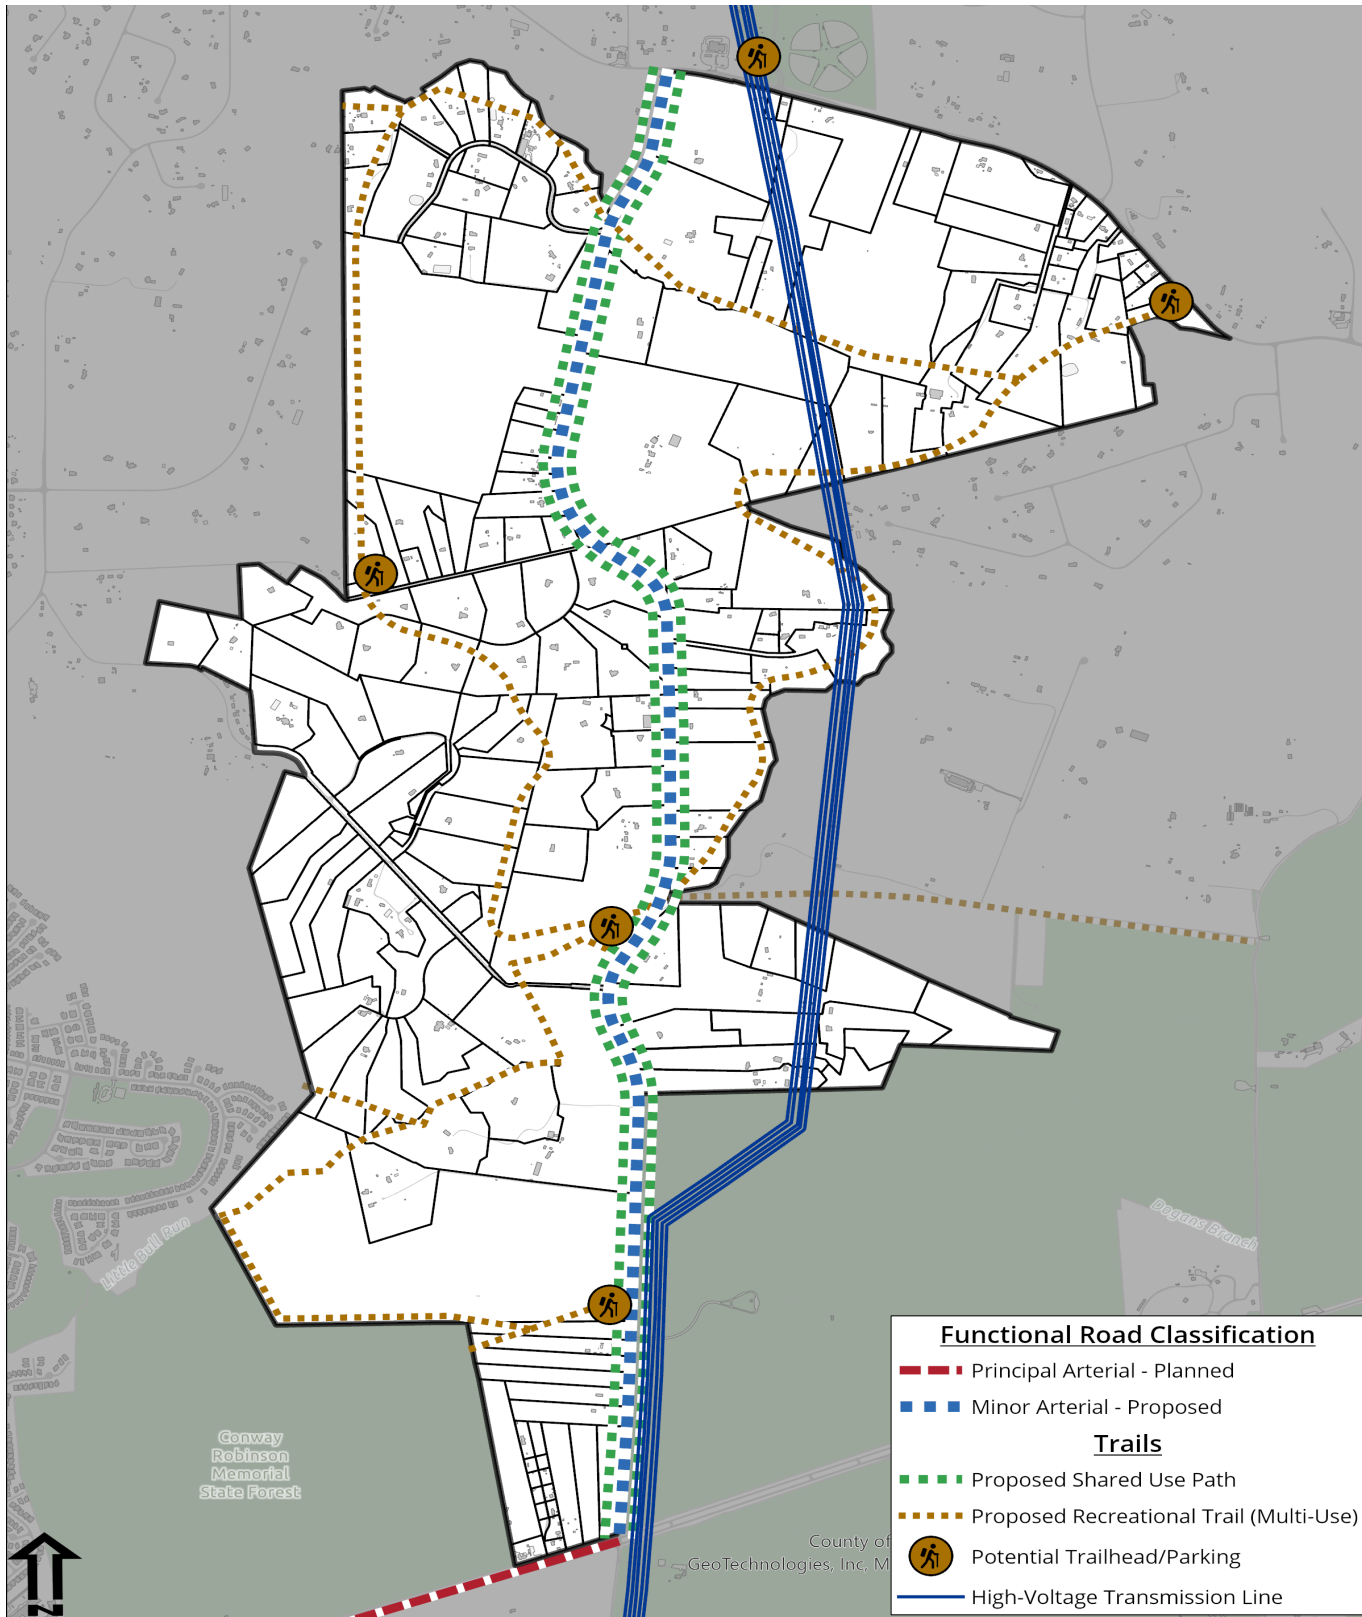 Little Bull Run
Dogans Branch
Conway
Robinson
Memorial
State Forest
County of
GeoTechnologies, Inc, M
N
Functional Road Classification
Principal Arterial - Planned
Minor Arterial - Proposed
Trails
Proposed Shared Use Path
Proposed Recreational Trail (Multi-Use)
Potential Trailhead/Parking
High-Voltage Transmission Line